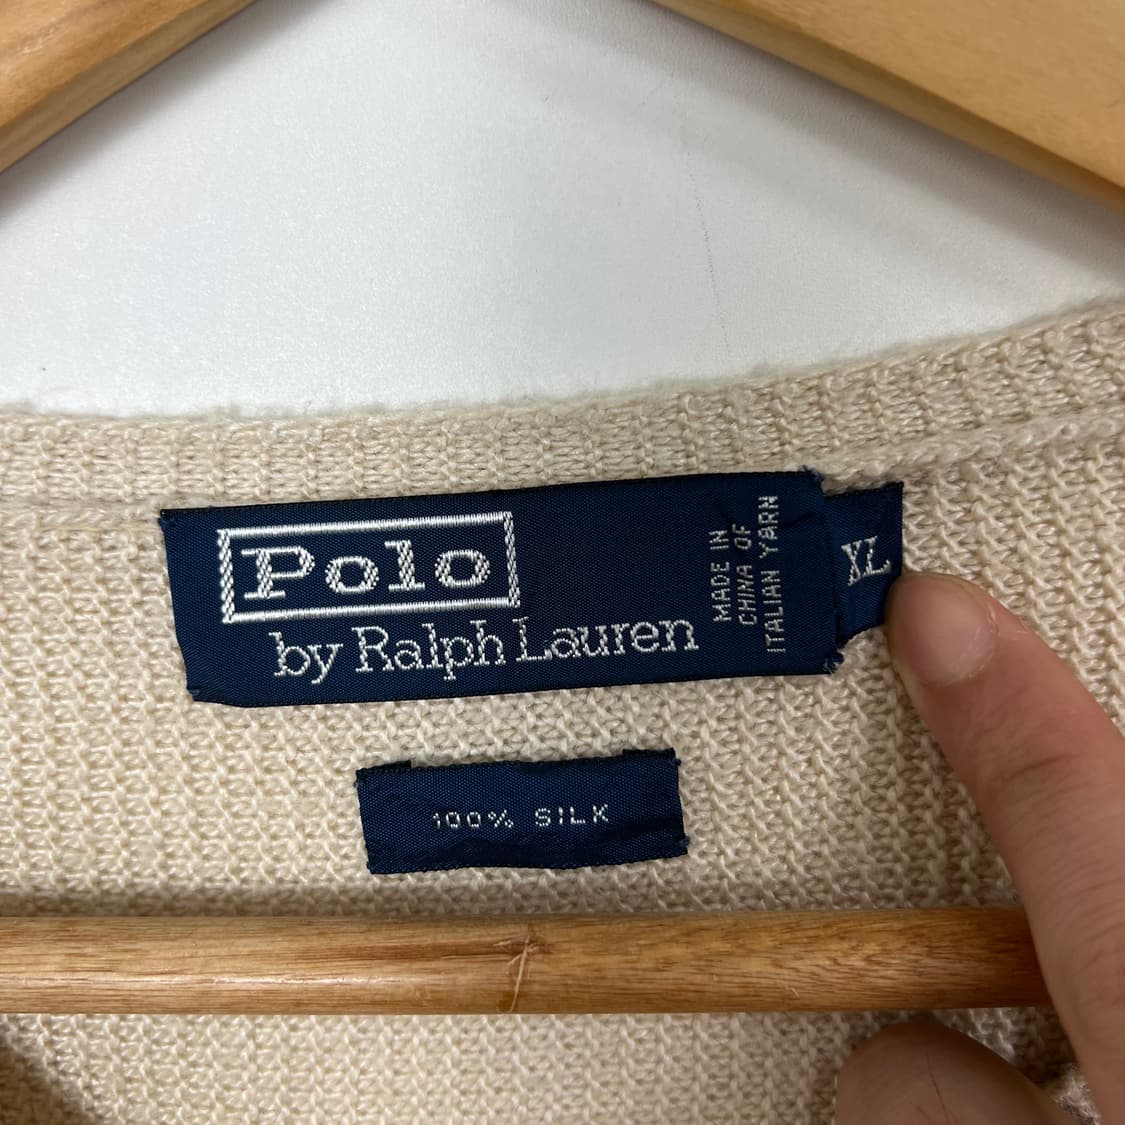 Polo
by Ralph Lauren
MADE IN
CHINA OF
ITALIAN YARN
XL
100% SILK